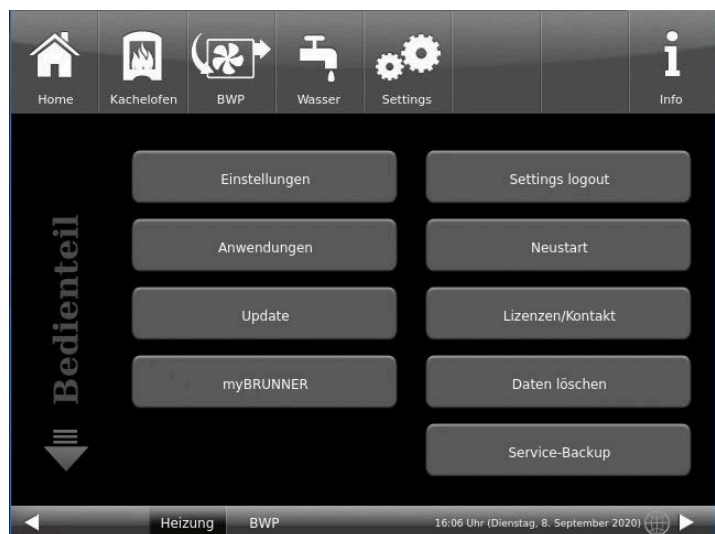 Home Kachelofen BWP Wasser Settings Info
Bedienteil
Einstellungen Settings logout
Anwendungen Neustart
Update Lizenzen/Kontakt
myBRUNNER Daten löschen
Service-Backup
Heizung BWP 16:06 Uhr (Dienstag, 8. September 2020)